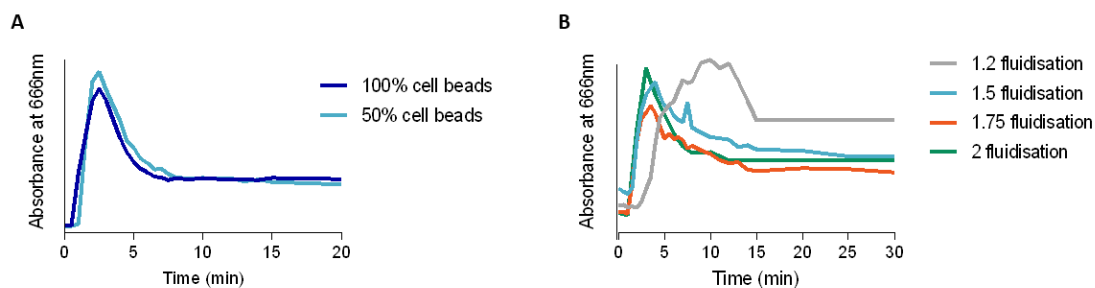 A
Absorbance at 666nm
100% cell beads
50% cell beads
0 5 10 15 20
Time (min)
B
Absorbance at 666nm
1.2 fluidisation
1.5 fluidisation
1.75 fluidisation
2 fluidisation
0 5 10 15 20 25 30
Time (min)